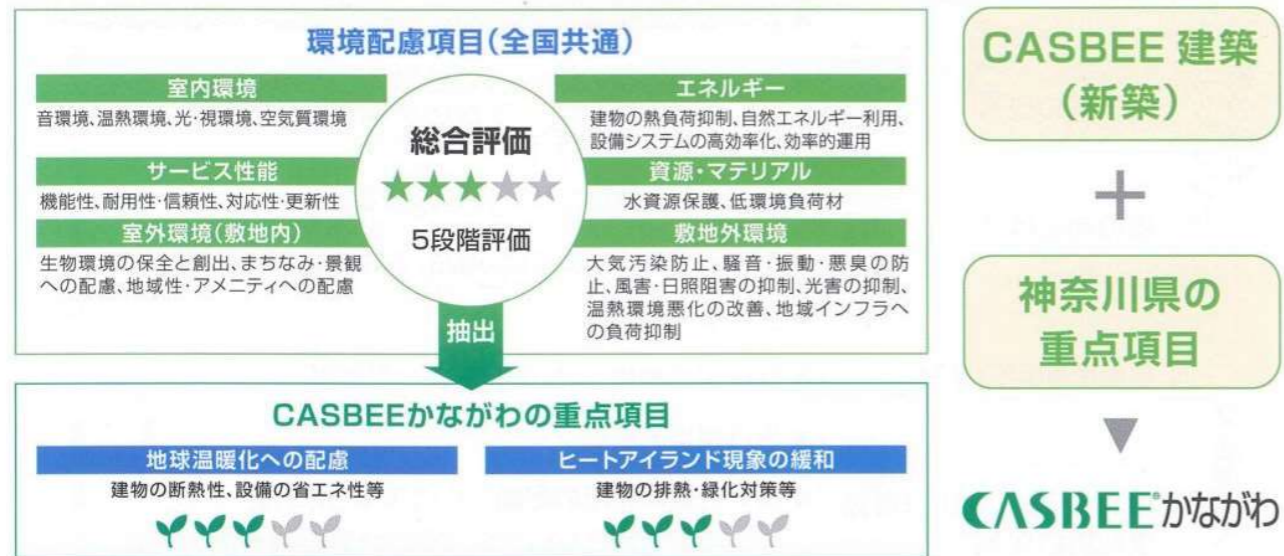 環境配慮項目(全国共通)
室内環境
音環境、温熱環境、光・視環境、空気質環境
サービス性能
機能性、耐用性・信頼性、対応性・更新性
室外環境(敷地内)
生物環境の保全と創出、まちなみ・景観
への配慮、地域性・アメニティへの配慮
総合評価
5段階評価
エネルギー
建物の熱負荷抑制、自然エネルギー利用、
設備システムの高効率化、効率的運用
資源・マテリアル
水資源保護、低環境負荷材
敷地外環境
大気汚染防止、騒音・振動・悪臭の防
止、風害・日照阻害の抑制、光害の抑制、
温熱環境悪化の改善、地域インフラへ
の負荷抑制
抽出
CASBEEかながわの重点項目
地球温暖化への配慮
建物の断熱性、設備の省エネ性等
ヒートアイランド現象の緩和
建物の排熱・緑化対策等
CASBEE 建築
(新築)
+
神奈川県の
重点項目
CASBEE®かながわ